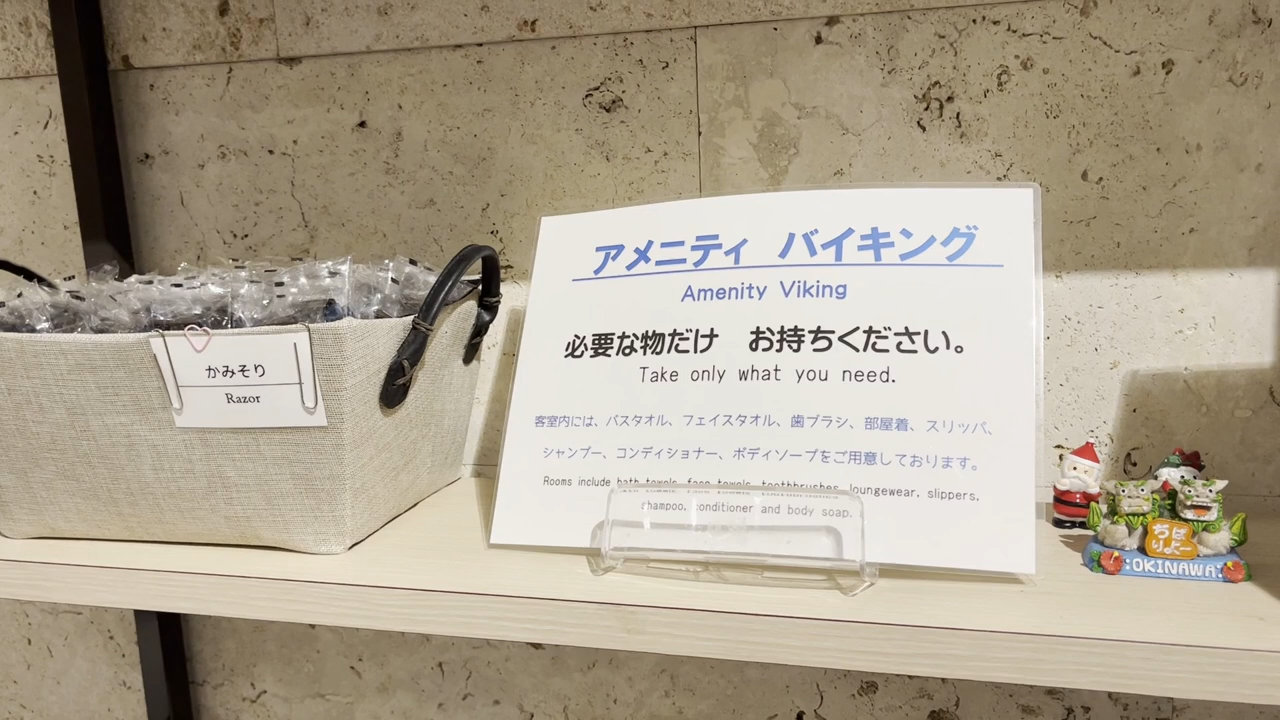 かみそり
Razor
アメニティ バイキング
Amenity Viking
必要な物だけ お持ちください。
Take only what you need.
客室内には、バスタオル、フェイスタオル、歯ブラシ、部屋着、スリッパ、
シャンプー、コンディショナー、ボディソープをご用意しております。
Rooms include bath towels, face towels, toothbrushes, loungewear, slippers,
shampoo, conditioner and body soap.
ちばりよー
:OKINAWA: